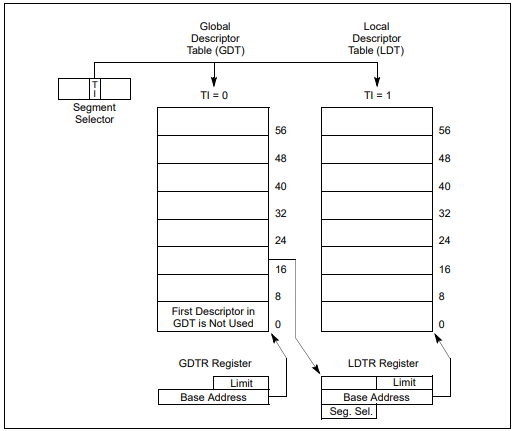 Global
Descriptor
Table (GDT)
Local
Descriptor
Table (LDT)
T
I
Segment
Selector
TI = 0
TI = 1
56
48
40
32
24
16
8
0
First Descriptor in
GDT is Not Used
56
48
40
32
24
16
8
0
GDTR Register
Limit
Base Address
LDTR Register
Limit
Base Address
Seg. Sel.